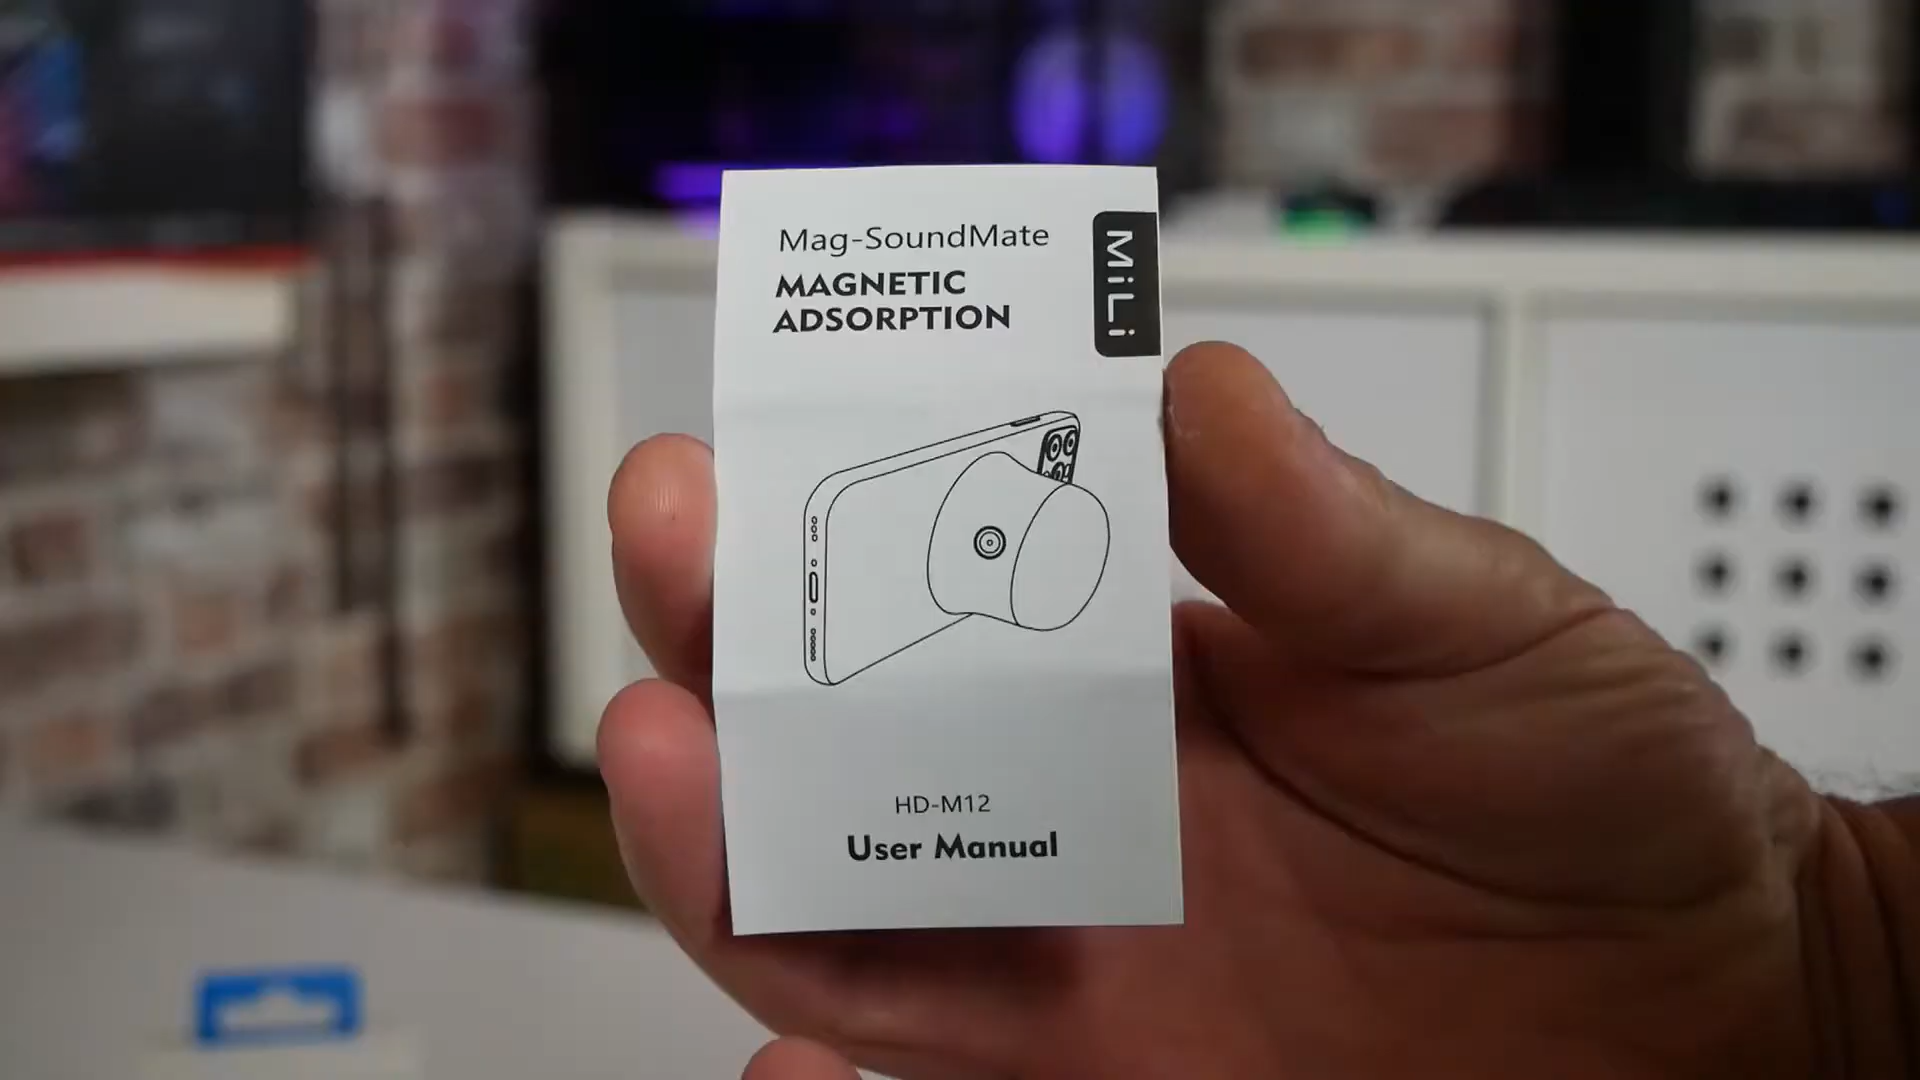 Mag-SoundMate
MAGNETIC
ADSORPTION
MiLi
HD-M12
User Manual